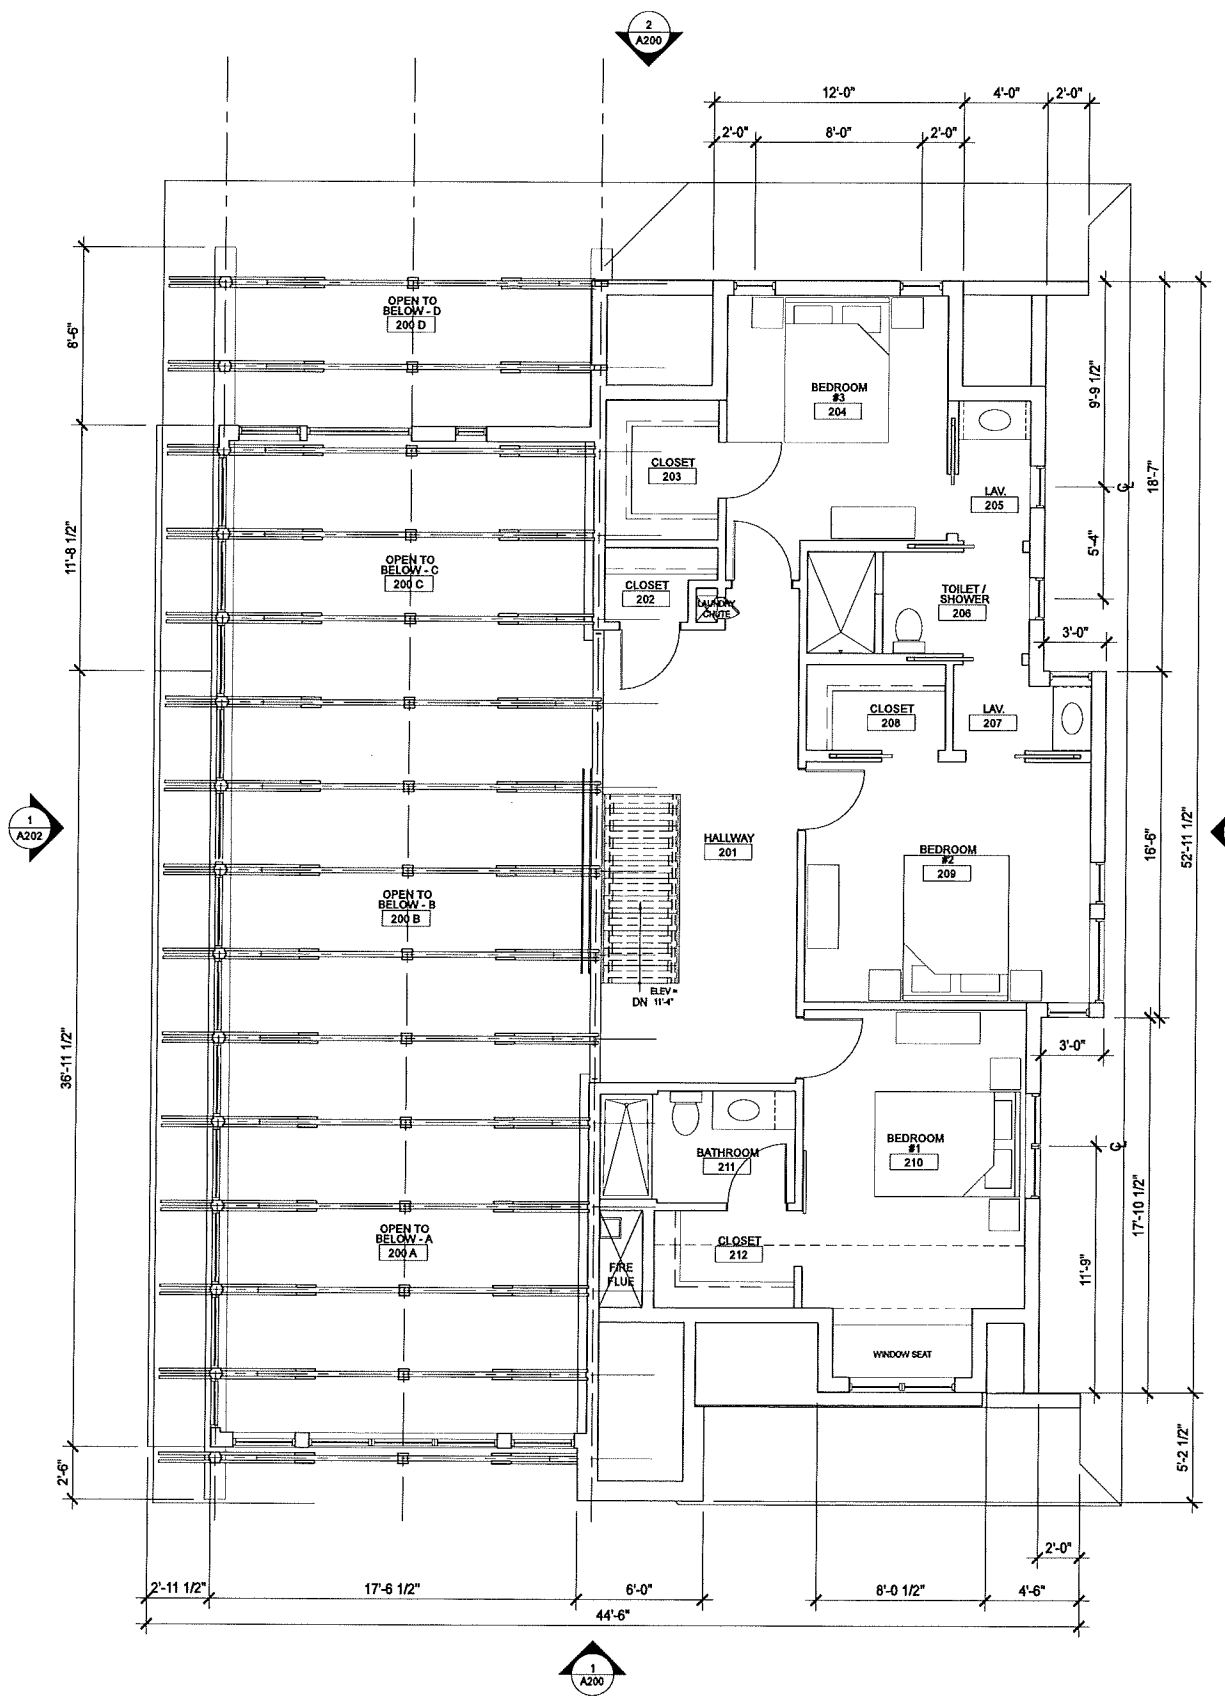 2
A200
12'-0"
4'-0"
2'-0"
2'-0"
8'-0"
2'-0"
OPEN TO
BELOW - D
200 D
8'-6"
BEDROOM
#3
204
9'-9 1/2"
18'-7"
CLOSET
203
LAV.
205
11'-8 1/2"
OPEN TO
BELOW - C
200 C
5'-4"
CLOSET
202
LAUNDRY
CHUTE
TOILET /
SHOWER
206
3'-0"
CLOSET
208
LAV.
207
1
A202
HALLWAY
201
BEDROOM
#2
209
16'-6"
52'-11 1/2"
OPEN TO
BELOW - B
200 B
DN
ELEV =
11'-4"
36'-11 1/2"
3'-0"
BEDROOM
#1
210
BATHROOM
211
17'-10 1/2"
OPEN TO
BELOW - A
200 A
CLOSET
212
FIRE
FLUE
11'-9"
WINDOW SEAT
2'-6"
5'-2 1/2"
2'-0"
2'-11 1/2"
17'-6 1/2"
6'-0"
8'-0 1/2"
4'-6"
44'-6"
1
A200